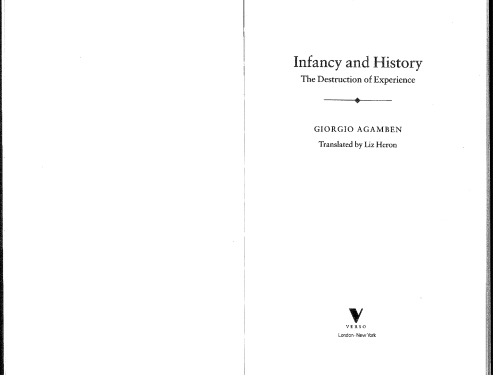 Infancy and History
The Destruction of Experience
GIORGIO AGAMBEN
Translated by Liz Heron
V
VERSO
London · New York